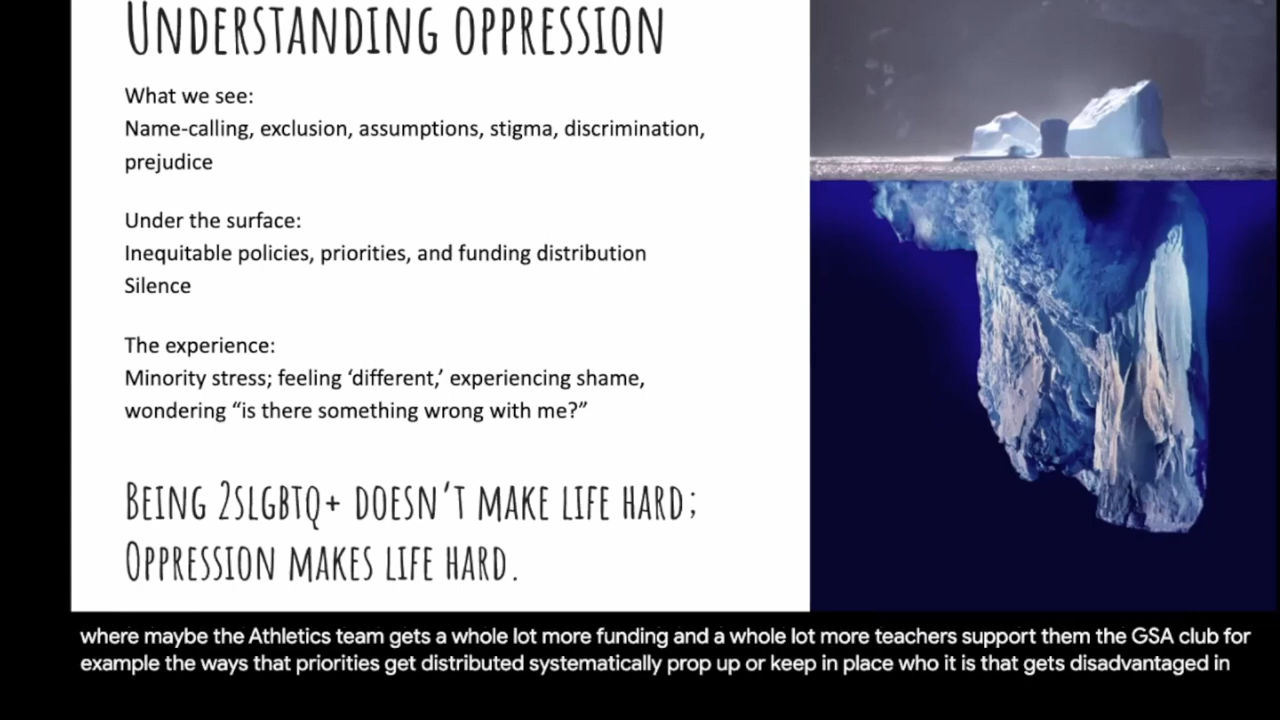 UNDERSTANDING OPPRESSION
What we see:
Name-calling, exclusion, assumptions, stigma, discrimination,
prejudice
Under the surface:
Inequitable policies, priorities, and funding distribution
Silence
The experience:
Minority stress; feeling ‘different,’ experiencing shame,
wondering “is there something wrong with me?”
BEING 2SLGBTQ+ DOESN’T MAKE LIFE HARD;
OPPRESSION MAKES LIFE HARD.
where maybe the Athletics team gets a whole lot more funding and a whole lot more teachers support them the GSA club for
example the ways that priorities get distributed systematically prop up or keep in place who it is that gets disadvantaged in